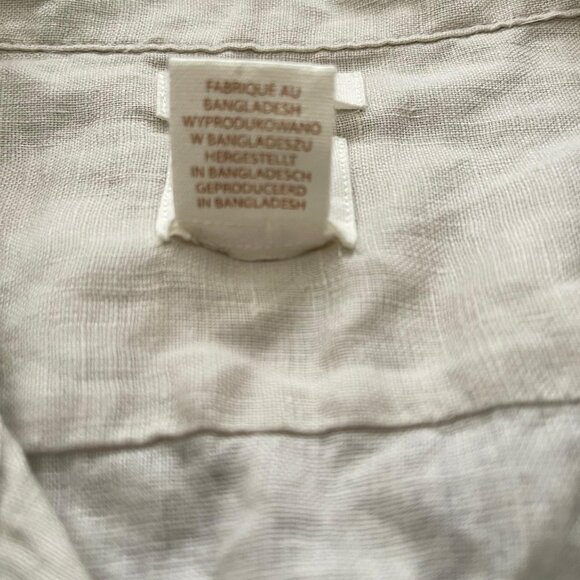 FABRIQUÉ AU
BANGLADESH
WYPRODUKOWANO
W BANGLADESZU
HERGESTELLT
IN BANGLADESCH
GEPRODUCEERD
IN BANGLADESH